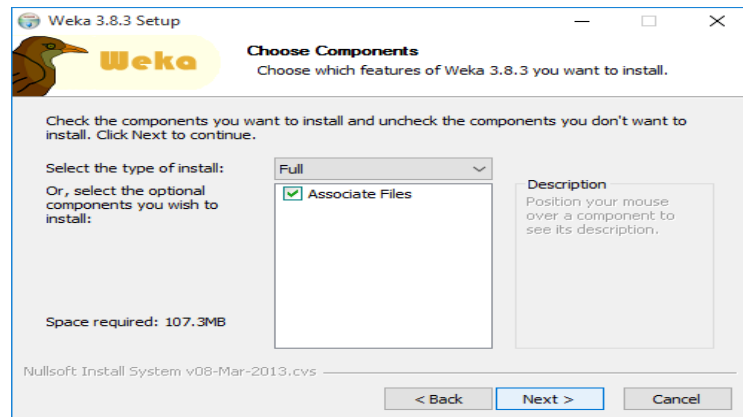 Weka 3.8.3 Setup
Weka
Choose Components
Choose which features of Weka 3.8.3 you want to install.
Check the components you want to install and uncheck the components you don't want to
install. Click Next to continue.
Select the type of install:
Full
Or, select the optional
components you wish to
install:
Associate Files
Description
Position your mouse
over a component to
see its description.
Space required: 107.3MB
Nullsoft Install System v08-Mar-2013.cvs
< Back
Next >
Cancel